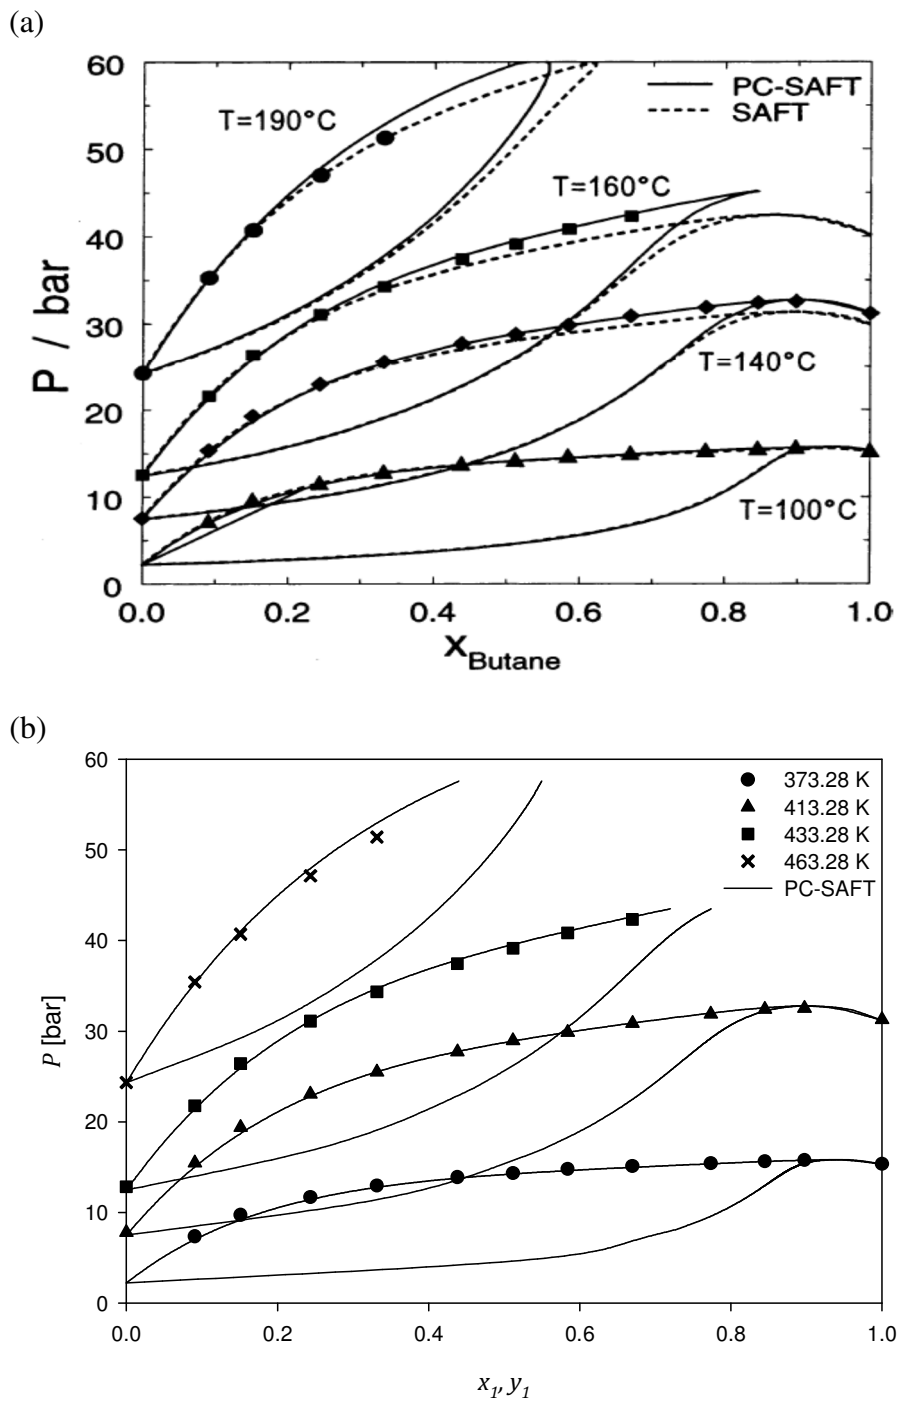 (a)
60
50
40
30
20
10
0
P / bar
PC-SAFT
SAFT
T=190°C
T=160°C
T=140°C
T=100°C
0.0 0.2 0.4 0.6 0.8 1.0
XButane
(b)
60
50
40
30
20
10
0
P [bar]
373.28 K
413.28 K
433.28 K
463.28 K
PC-SAFT
0.0 0.2 0.4 0.6 0.8 1.0
x1, y1